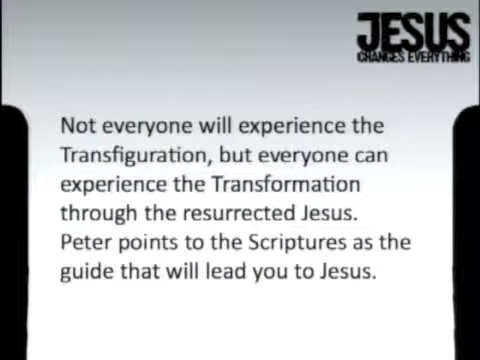 JESUS
CHANGES EVERYTHING
Not everyone will experience the
Transfiguration, but everyone can
experience the Transformation
through the resurrected Jesus.
Peter points to the Scriptures as the
guide that will lead you to Jesus.